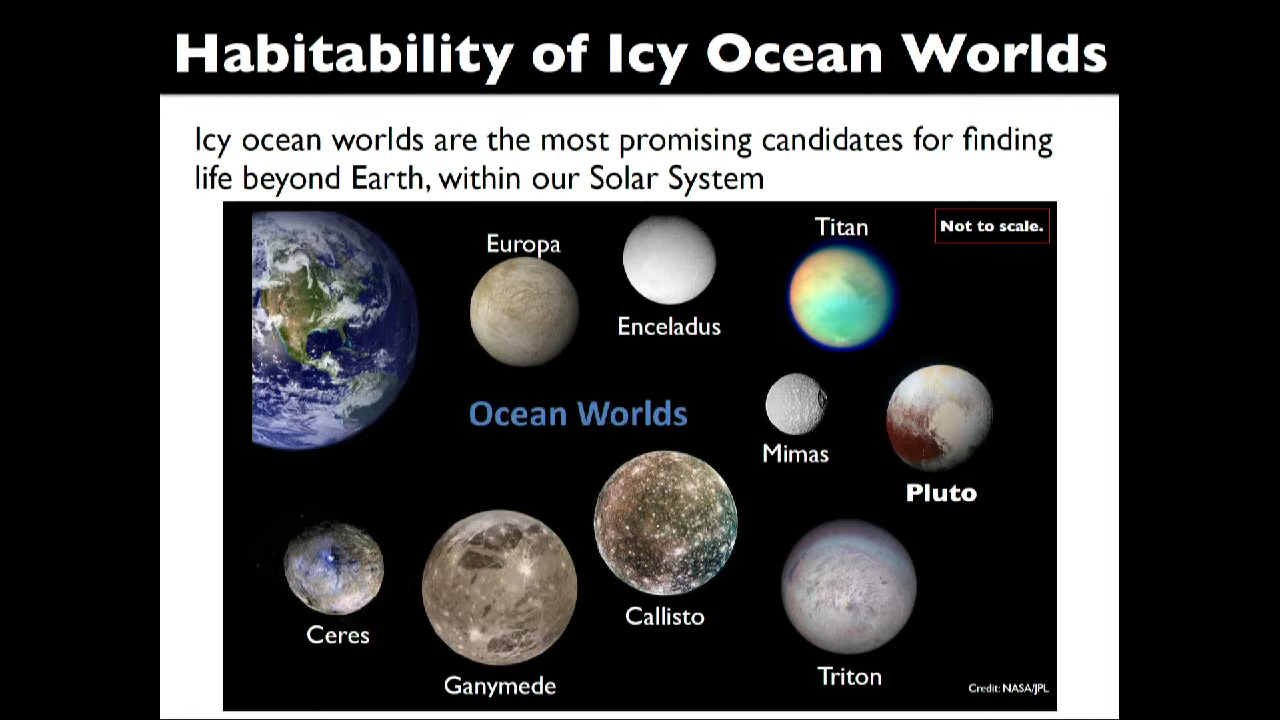 Habitability of Icy Ocean Worlds
Icy ocean worlds are the most promising candidates for finding
life beyond Earth, within our Solar System
Not to scale.
Titan
Europa
Enceladus
Ocean Worlds
Mimas
Pluto
Callisto
Ceres
Triton
Ganymede
Credit: NASA/JPL